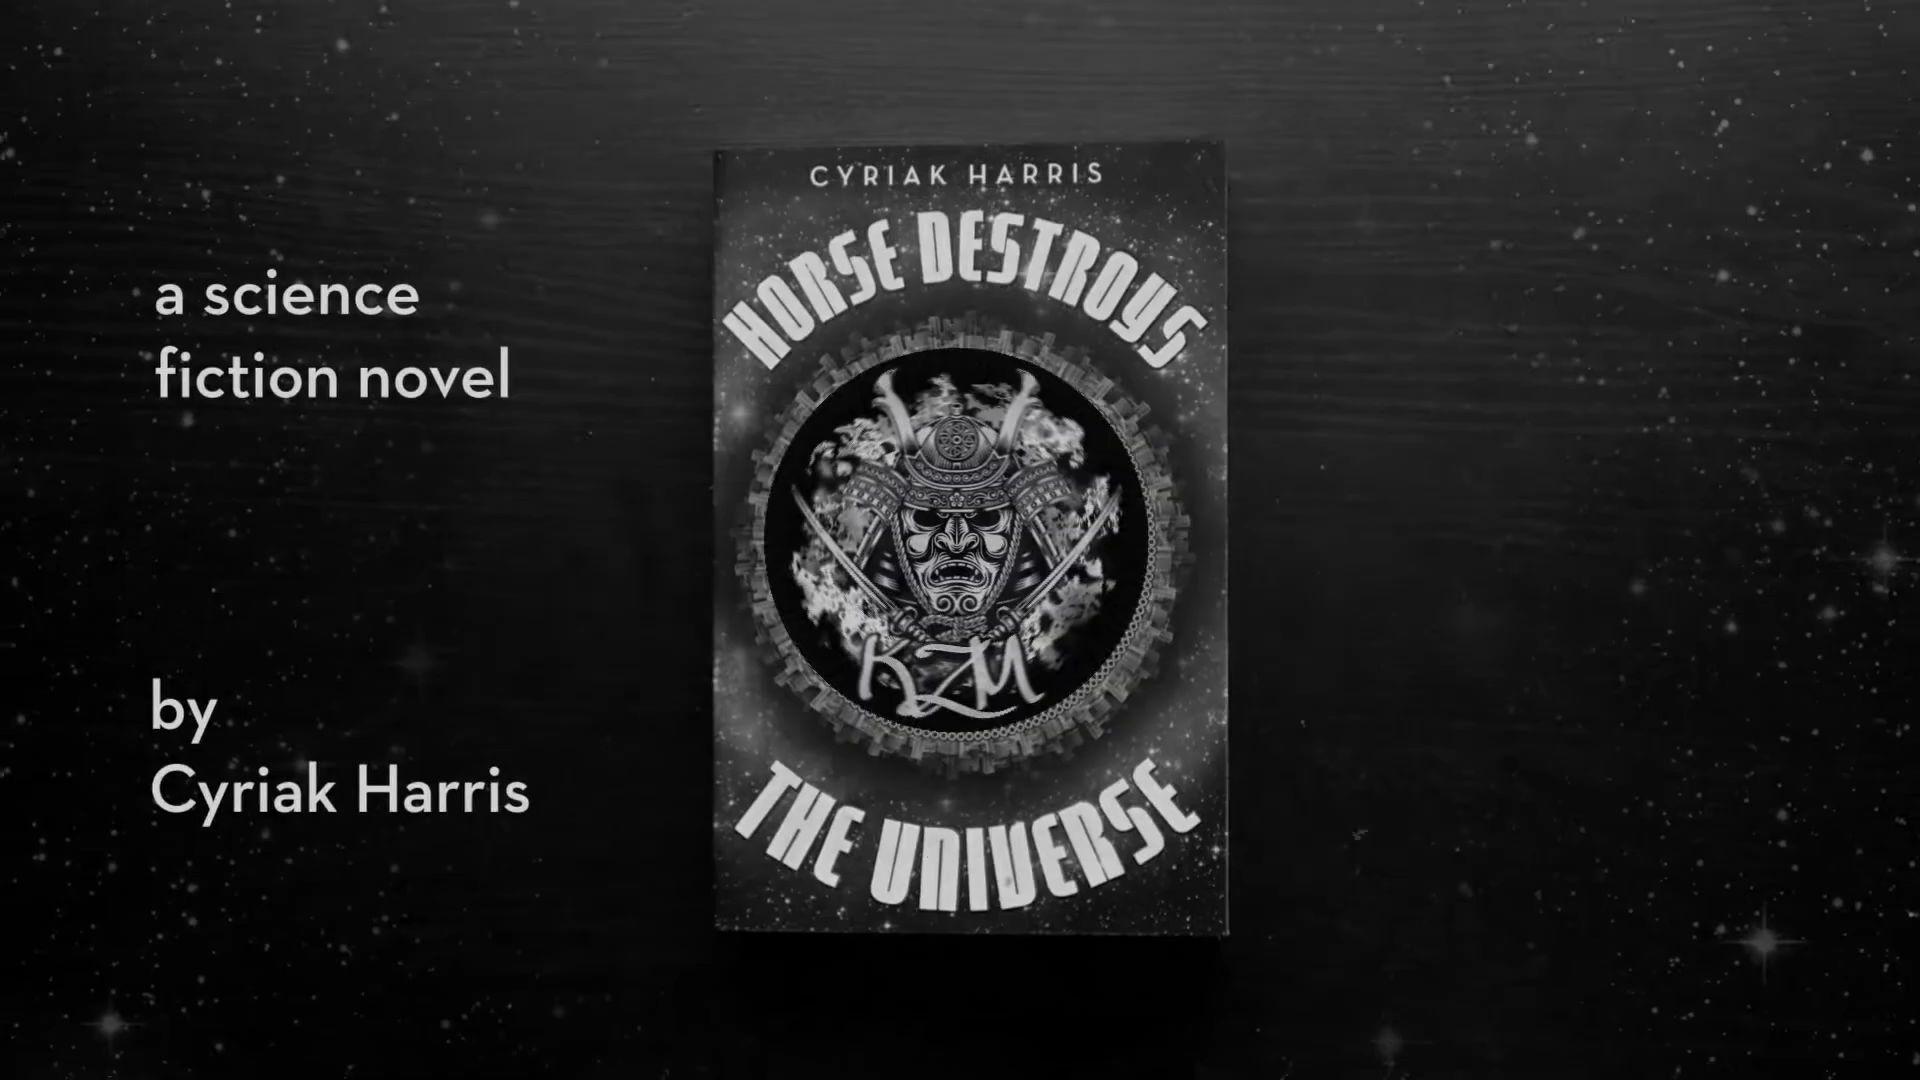 a science
fiction novel
by
Cyriak Harris
CYRIAK HARRIS
HORSE DESTROYS
KZM
THE UNIVERSE